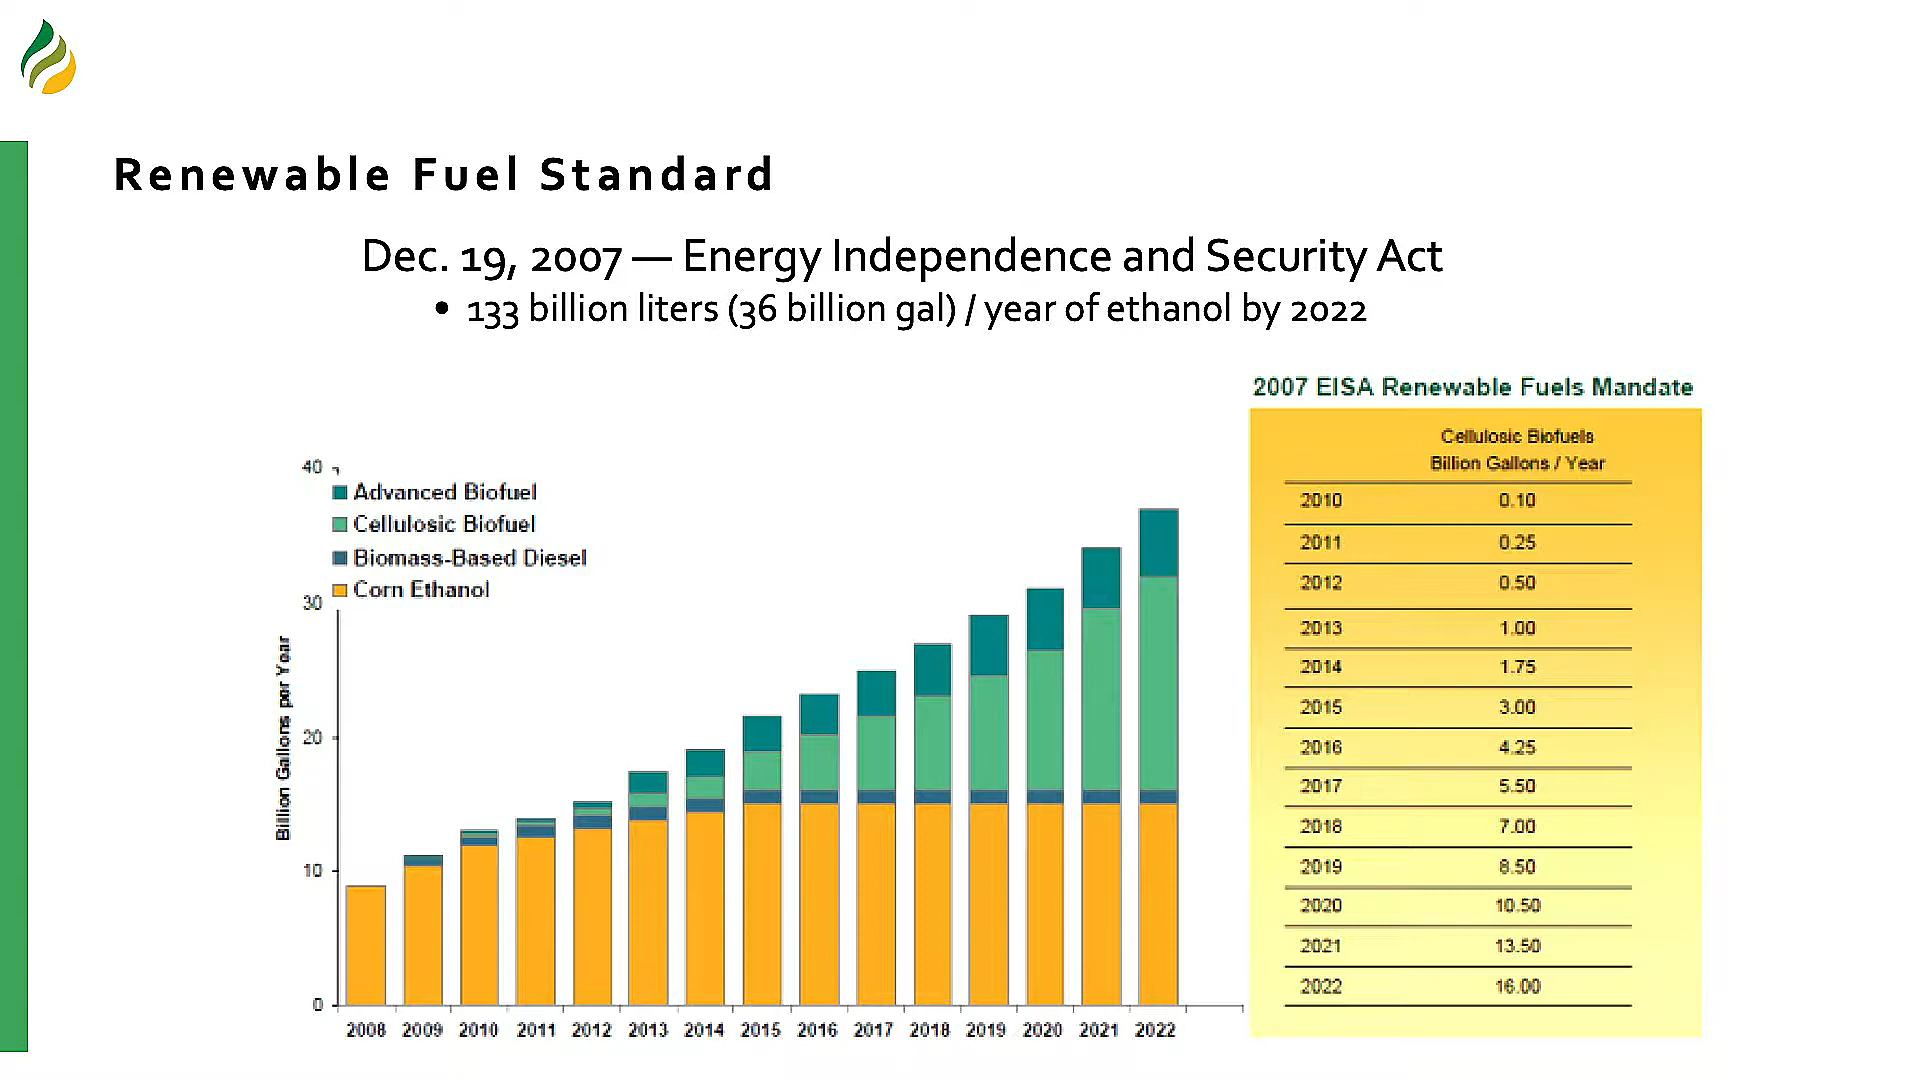 Renewable Fuel Standard
Dec. 19, 2007 — Energy Independence and Security Act
• 133 billion liters (36 billion gal) / year of ethanol by 2022
2007 EISA Renewable Fuels Mandate
Cellulosic Biofuels
Billion Gallons / Year
2010 0.10
2011 0.25
2012 0.50
2013 1.00
2014 1.75
2015 3.00
2016 4.25
2017 5.50
2018 7.00
2019 8.50
2020 10.50
2021 13.50
2022 16.00
Advanced Biofuel
Cellulosic Biofuel
Biomass-Based Diesel
Corn Ethanol
Billion Gallons per Year
40
30
20
10
0
2008 2009 2010 2011 2012 2013 2014 2015 2016 2017 2018 2019 2020 2021 2022